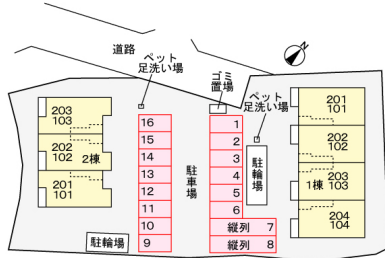 道路
ペット
足洗い場
ゴミ
置場
N
ペット
足洗い場
203
103
202
102
2棟
201
101
16
15
14
13
12
11
10
9
駐車場
1
2
3
4
5
6
縦列 7
縦列 8
駐輪場
駐輪場
201
101
202
102
1棟
203
103
204
104